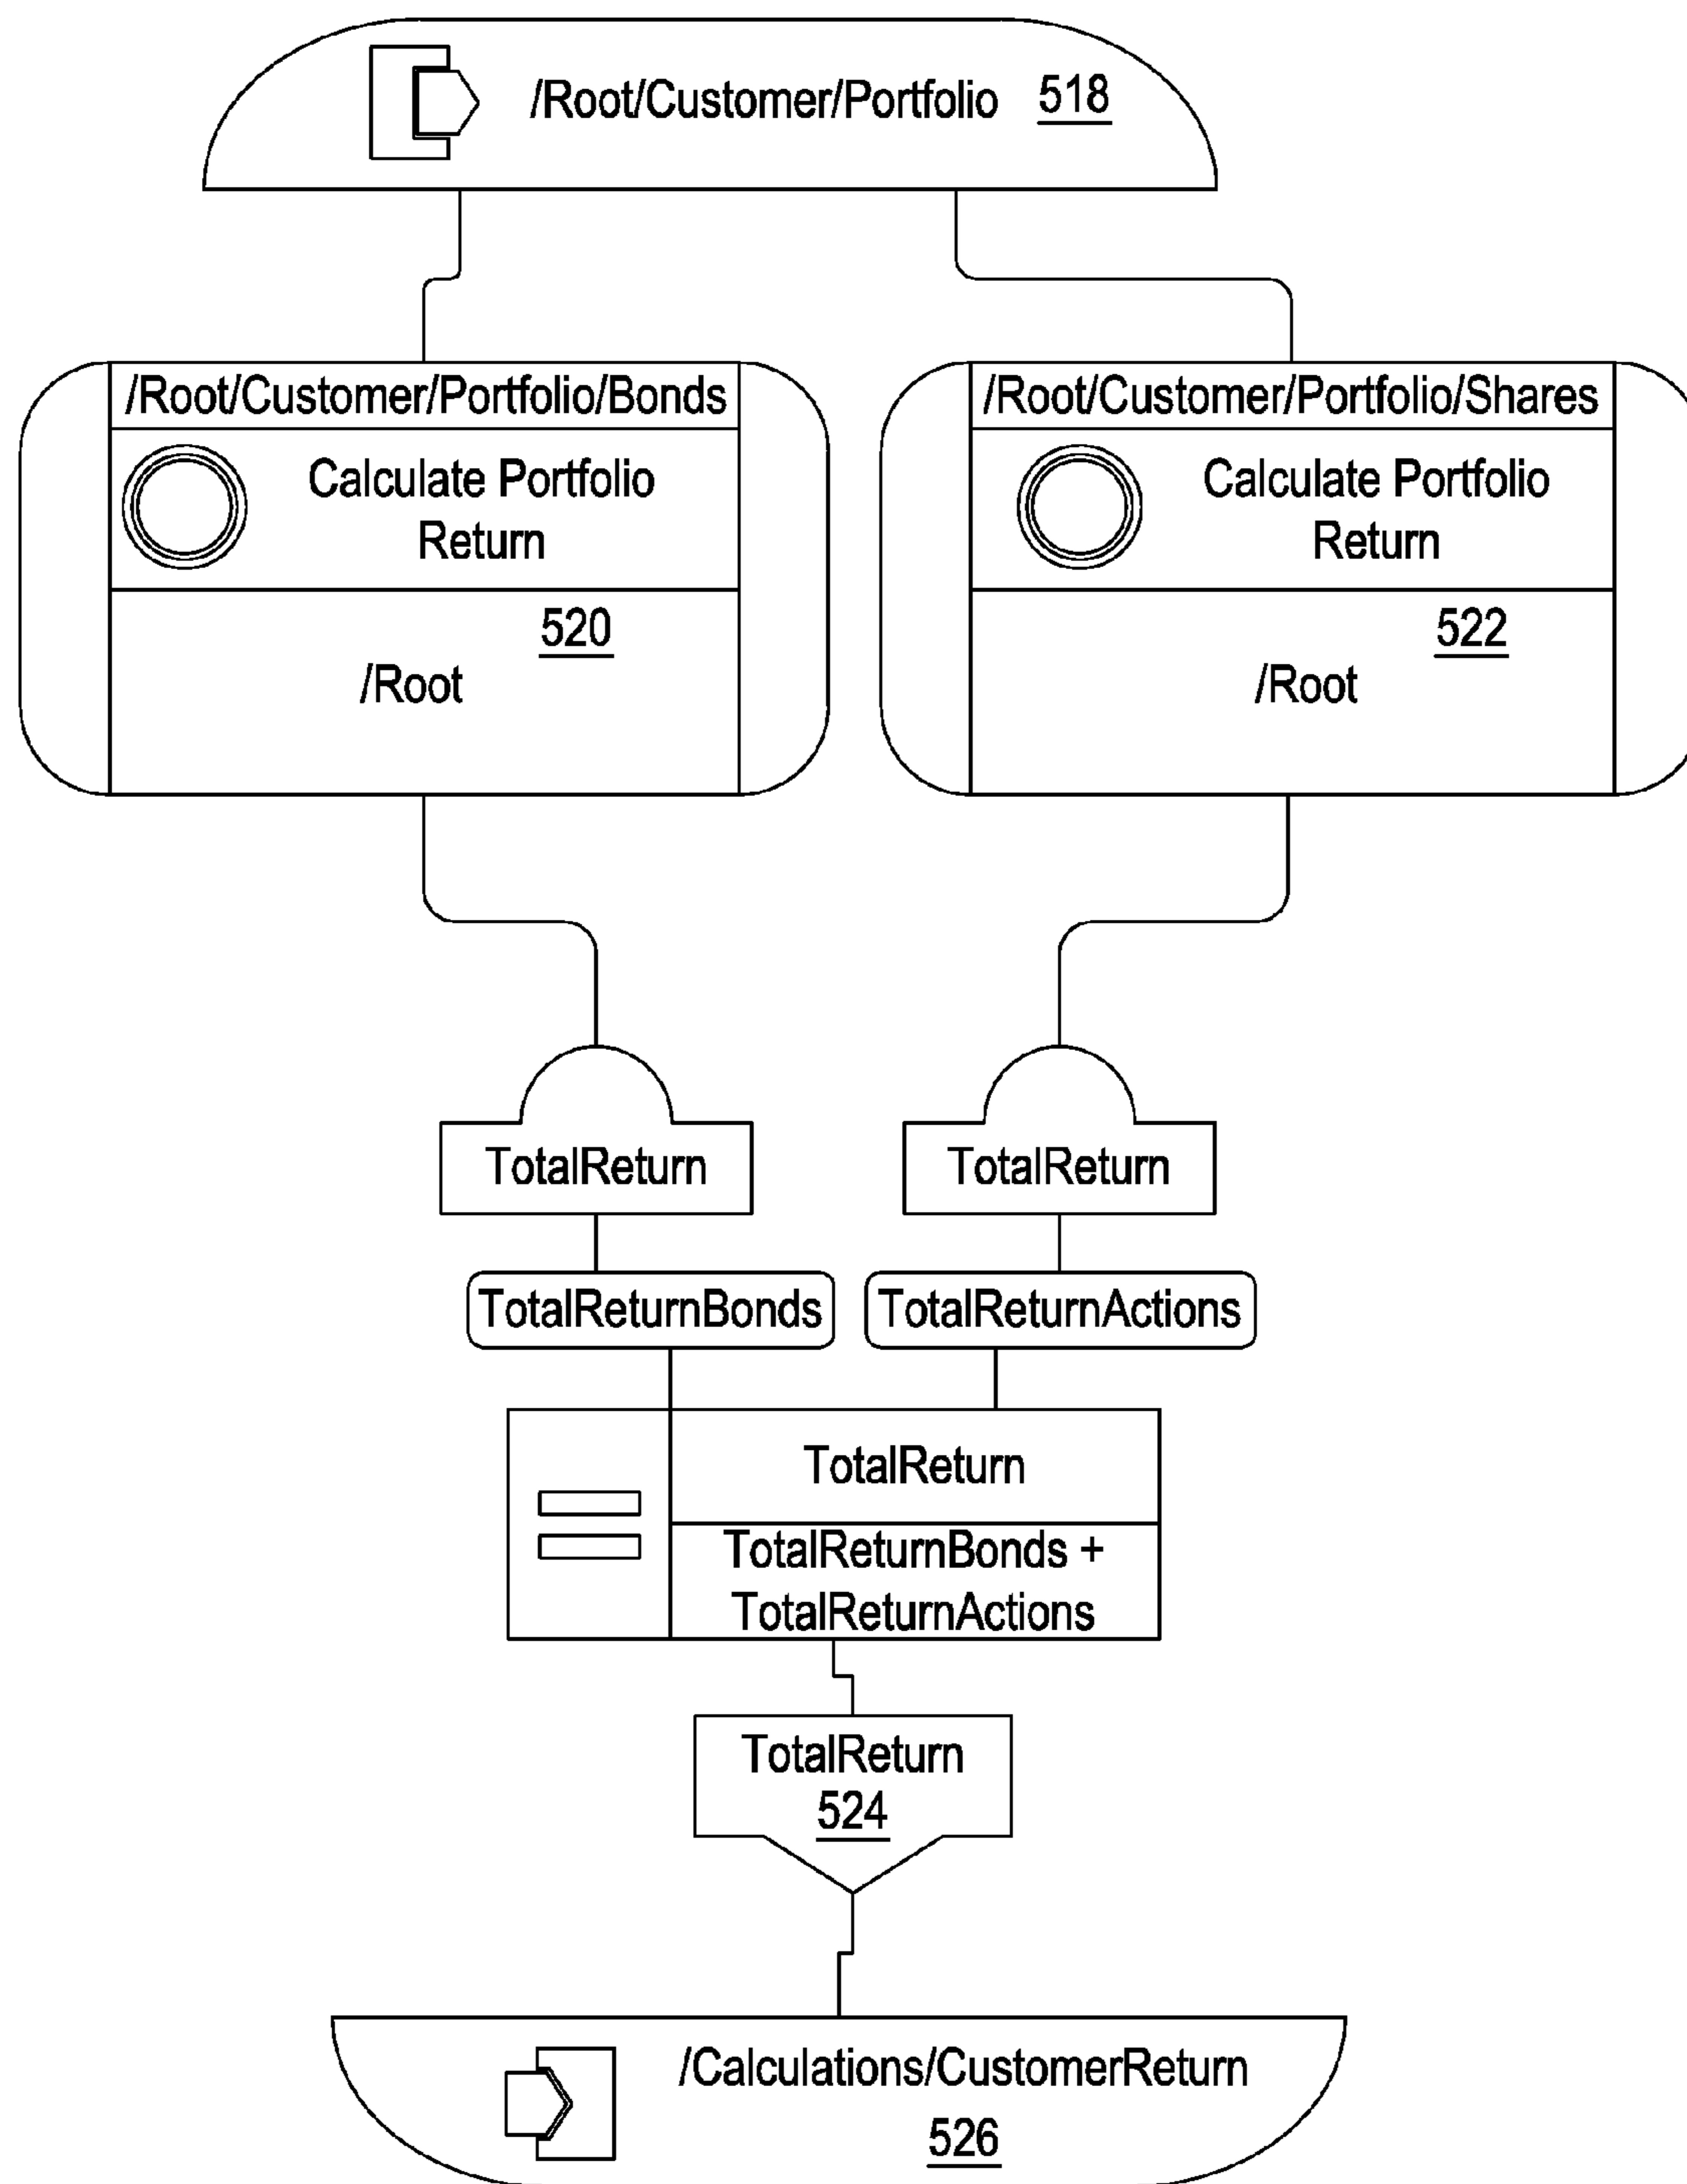 /Root/Customer/Portfolio 518
/Root/Customer/Portfolio/Bonds
Calculate Portfolio
Return
520
/Root
/Root/Customer/Portfolio/Shares
Calculate Portfolio
Return
522
/Root
TotalReturn
TotalReturn
TotalReturnBonds
TotalReturnActions
TotalReturn
TotalReturnBonds +
TotalReturnActions
TotalReturn
524
/Calculations/CustomerReturn
526